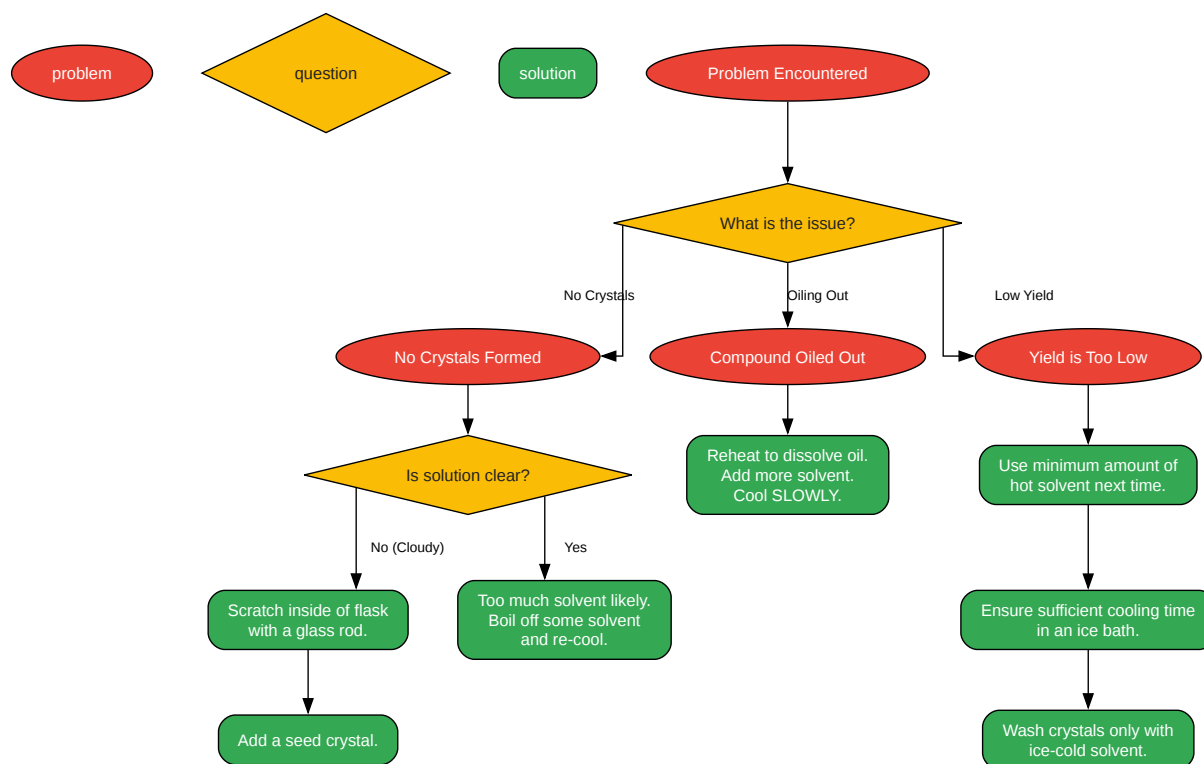 problem
question
solution
Problem Encountered
What is the issue?
No Crystals
Oiling Out
Low Yield
No Crystals Formed
Compound Oiled Out
Yield is Too Low
Is solution clear?
Reheat to dissolve oil.
Add more solvent.
Cool SLOWLY.
Use minimum amount of
hot solvent next time.
No (Cloudy)
Yes
Scratch inside of flask
with a glass rod.
Too much solvent likely.
Boil off some solvent
and re-cool.
Ensure sufficient cooling time
in an ice bath.
Add a seed crystal.
Wash crystals only with
ice-cold solvent.